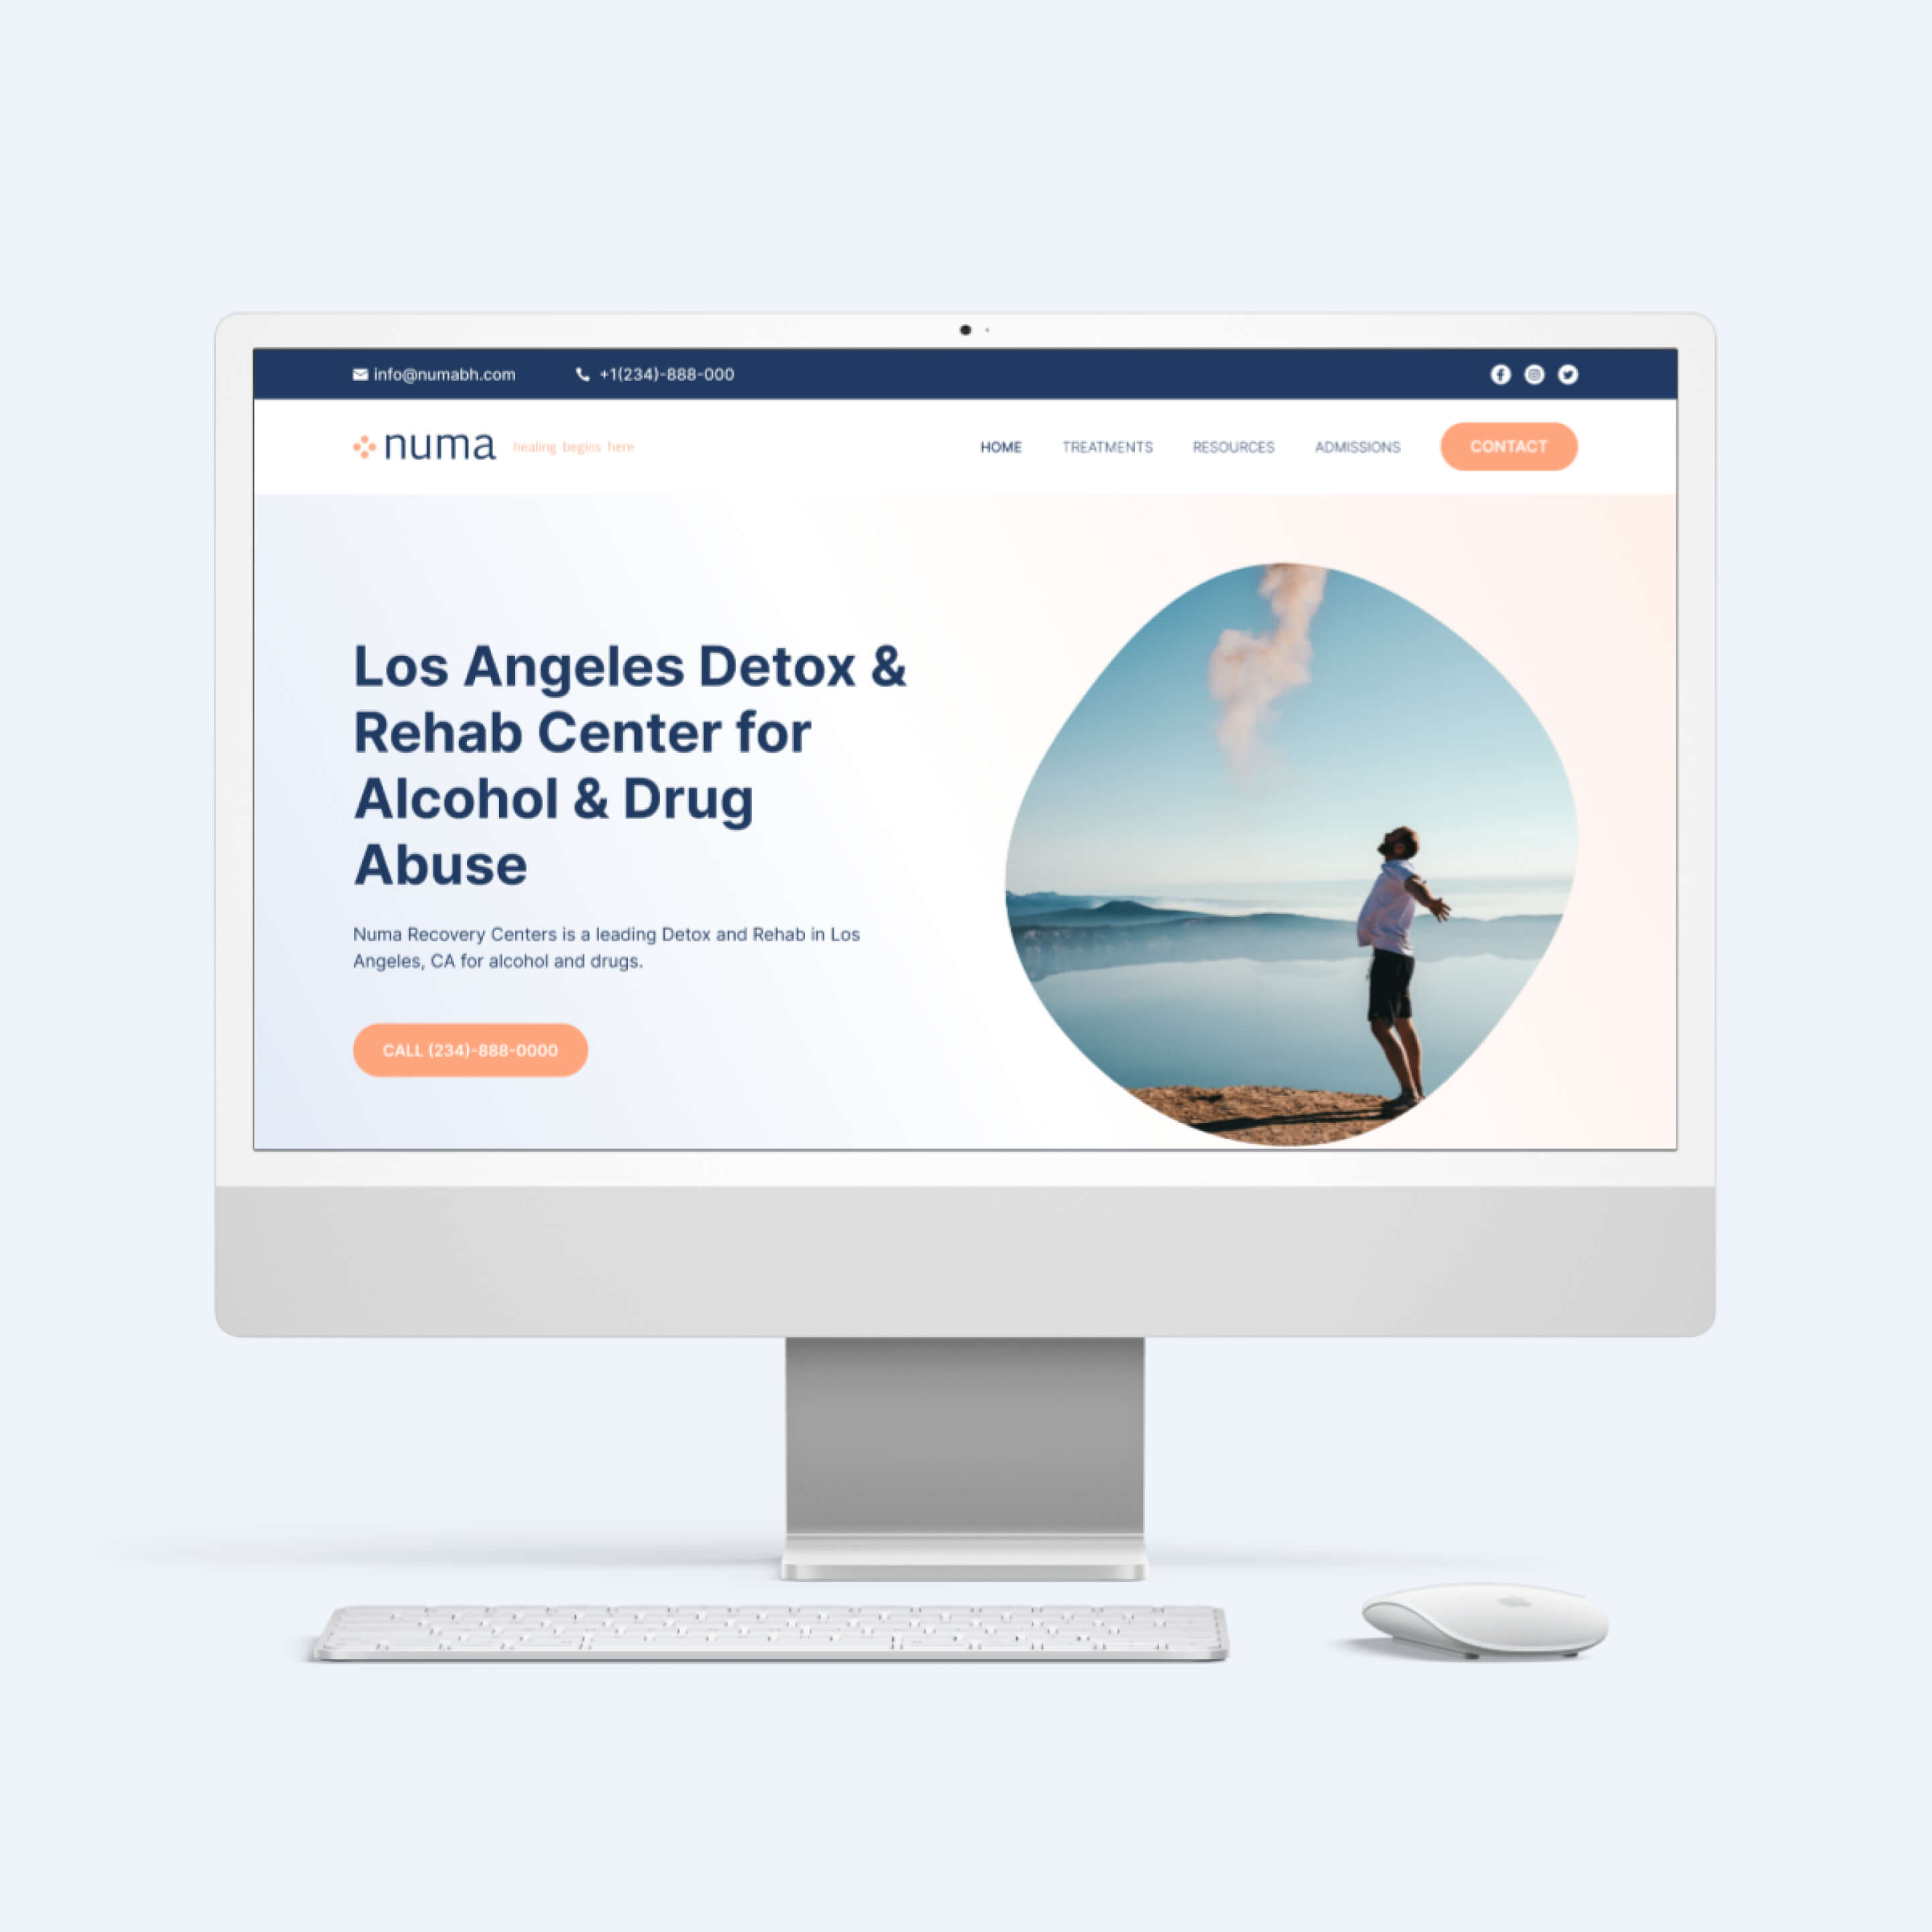 info@numabh.com
+1(234)-888-000
numa healing begins here
HOME TREATMENTS RESOURCES ADMISSIONS CONTACT
Los Angeles Detox &
Rehab Center for
Alcohol & Drug
Abuse
Numa Recovery Centers is a leading Detox and Rehab in Los
Angeles, CA for alcohol and drugs.
CALL (234)-888-0000